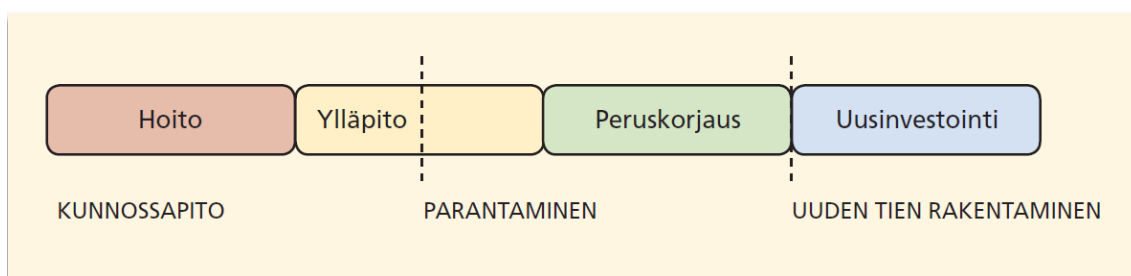 Hoito Ylläpito Peruskorjaus Uusinvestointi
KUNNOSSAPITO PARANTAMINEN UUDEN TIEN RAKENTAMINEN